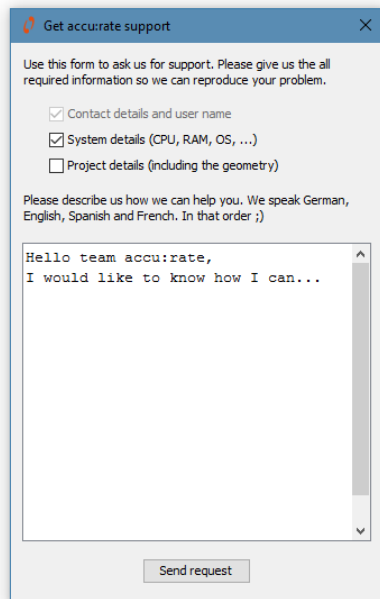 Get accu:rate support
Use this form to ask us for support. Please give us the all
required information so we can reproduce your problem.
Contact details and user name
System details (CPU, RAM, OS, ...)
Project details (including the geometry)
Please describe us how we can help you. We speak German,
English, Spanish and French. In that order ;)
Hello team accu:rate,
I would like to know how I can...
Send request